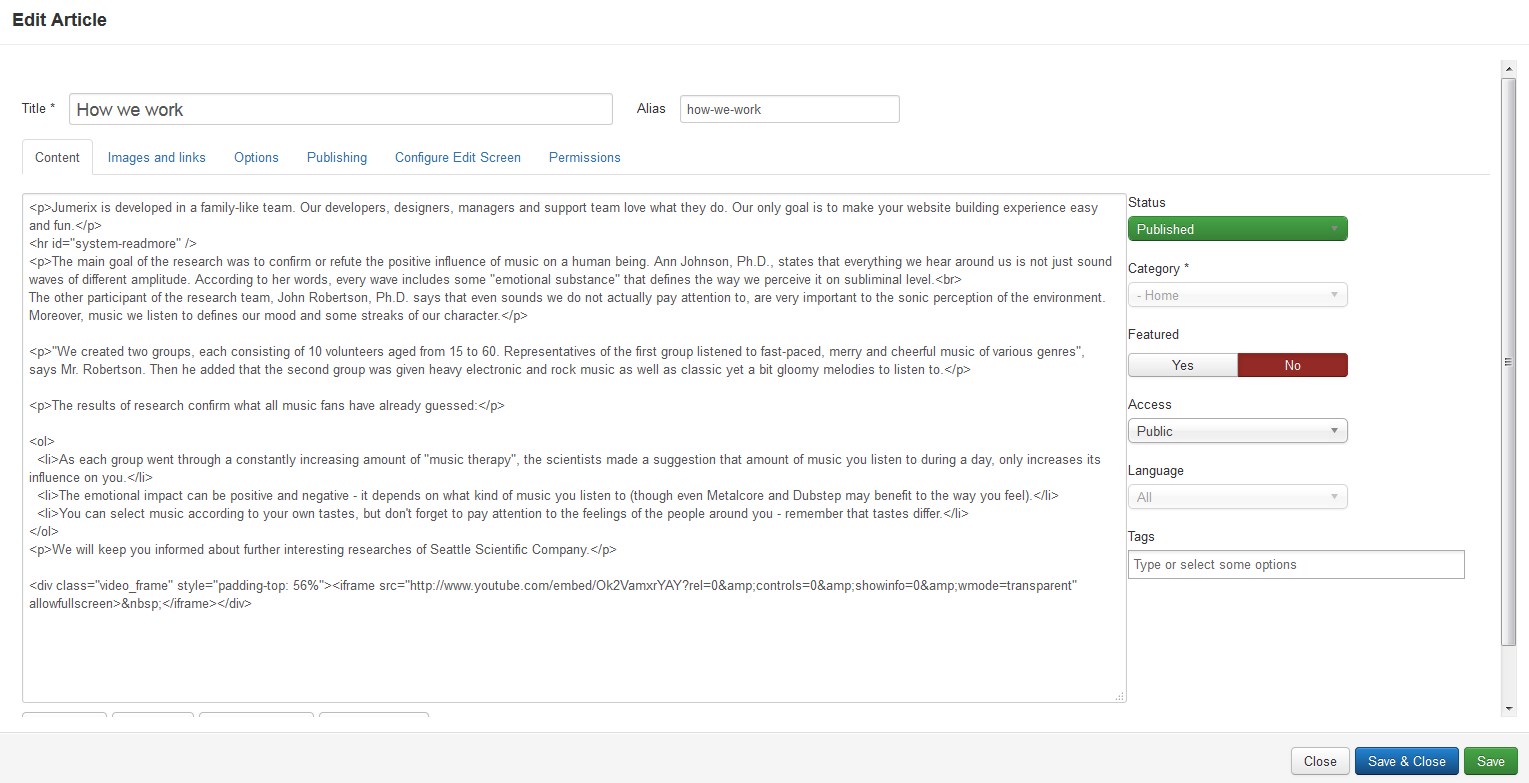 Edit Article
Title *
How we work
Alias
how-we-work
Content
Images and links
Options
Publishing
Configure Edit Screen
Permissions
<p>Jumerix is developed in a family-like team. Our developers, designers, managers and support team love what they do. Our only goal is to make your website building experience easy
and fun.</p>
<hr id="system-readmore" />
<p>The main goal of the research was to confirm or refute the positive influence of music on a human being. Ann Johnson, Ph.D., states that everything we hear around us is not just sound
waves of different amplitude. According to her words, every wave includes some "emotional substance" that defines the way we perceive it on subliminal level.<br>
The other participant of the research team, John Robertson, Ph.D. says that even sounds we do not actually pay attention to, are very important to the sonic perception of the environment.
Moreover, music we listen to defines our mood and some streaks of our character.</p>
<p>"We created two groups, each consisting of 10 volunteers aged from 15 to 60. Representatives of the first group listened to fast-paced, merry and cheerful music of various genres",
says Mr. Robertson. Then he added that the second group was given heavy electronic and rock music as well as classic yet a bit gloomy melodies to listen to.</p>
<p>The results of research confirm what all music fans have already guessed:</p>
<ol>
<li>As each group went through a constantly increasing amount of "music therapy", the scientists made a suggestion that amount of music you listen to during a day, only increases its
influence on you.</li>
<li>The emotional impact can be positive and negative - it depends on what kind of music you listen to (though even Metalcore and Dubstep may benefit to the way you feel).</li>
<li>You can select music according to your own tastes, but don't forget to pay attention to the feelings of the people around you - remember that tastes differ.</li>
</ol>
<p>We will keep you informed about further interesting researches of Seattle Scientific Company.</p>
<div class="video_frame" style="padding-top: 56%"><iframe src="http://www.youtube.com/embed/Ok2VamxrYAY?rel=0&amp;controls=0&amp;showinfo=0&amp;wmode=transparent"
allowfullscreen>&nbsp;</iframe></div>
Status
Published
Category *
- Home
Featured
Yes
No
Access
Public
Language
All
Tags
Type or select some options
Close
Save & Close
Save